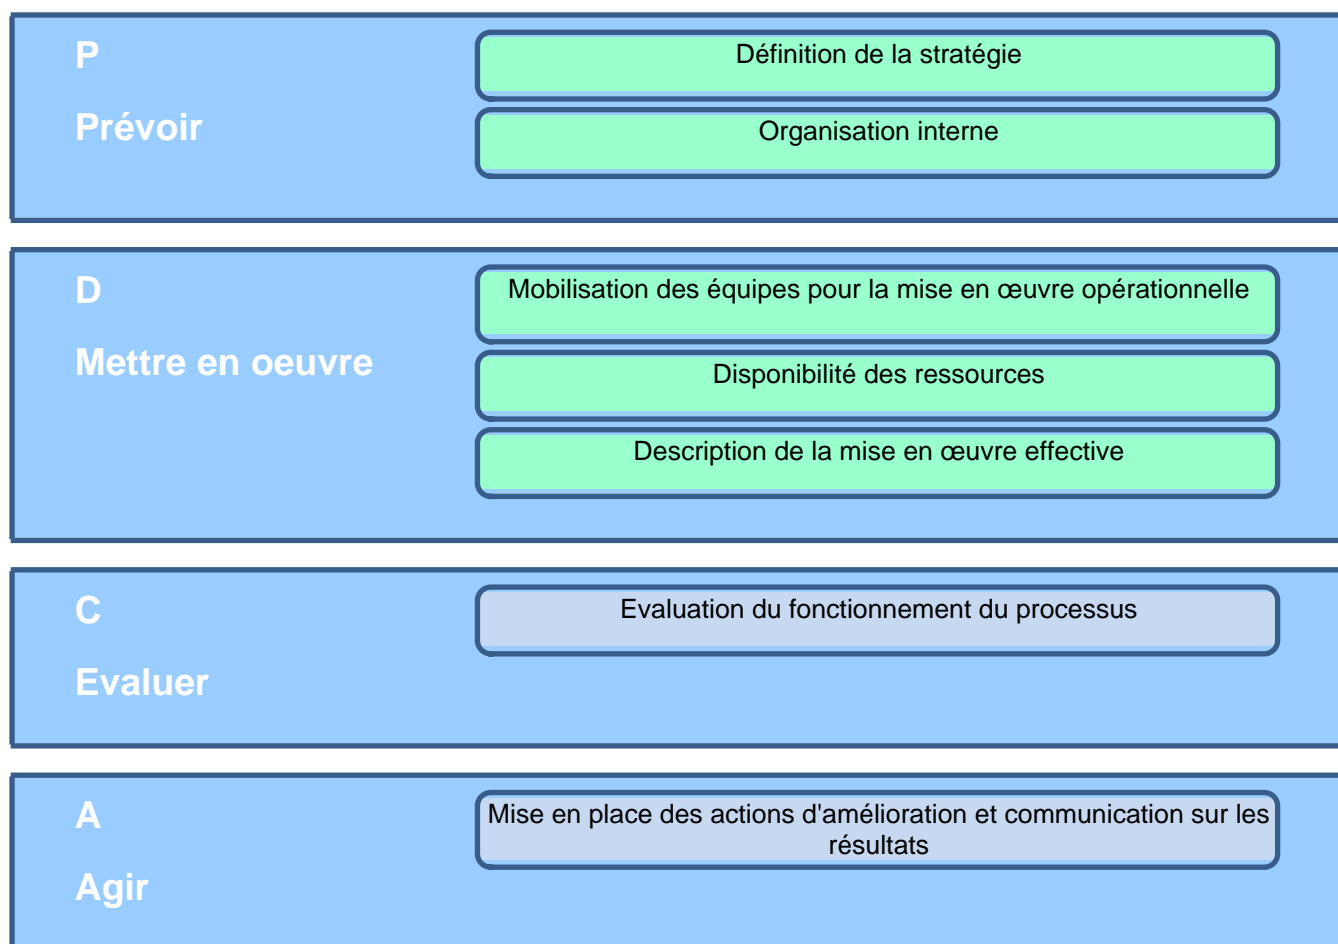 P
Prévoir
Définition de la stratégie
Organisation interne
D
Mettre en oeuvre
Mobilisation des équipes pour la mise en œuvre opérationnelle
Disponibilité des ressources
Description de la mise en œuvre effective
C
Evaluer
Evaluation du fonctionnement du processus
A
Agir
Mise en place des actions d'amélioration et communication sur les
résultats